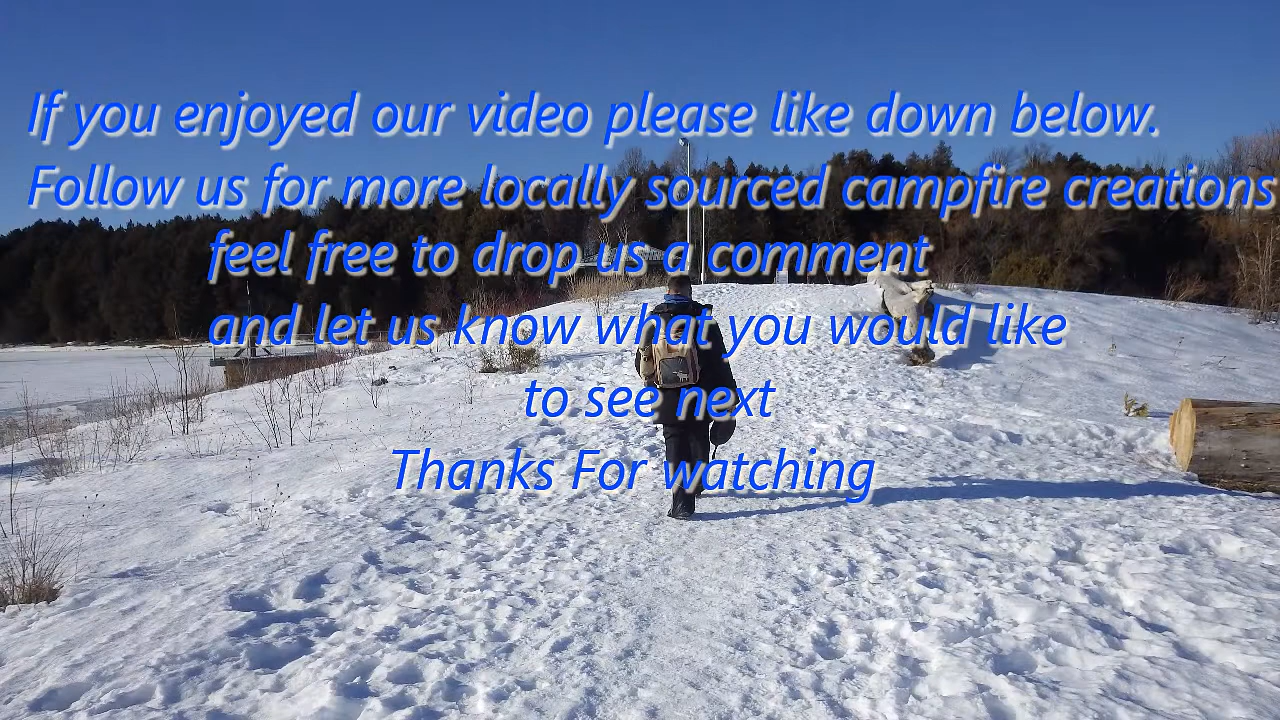 If you enjoyed our video please like down below.
Follow us for more locally sourced campfire creations
feel free to drop us a comment
and let us know what you would like
to see next
Thanks For watching